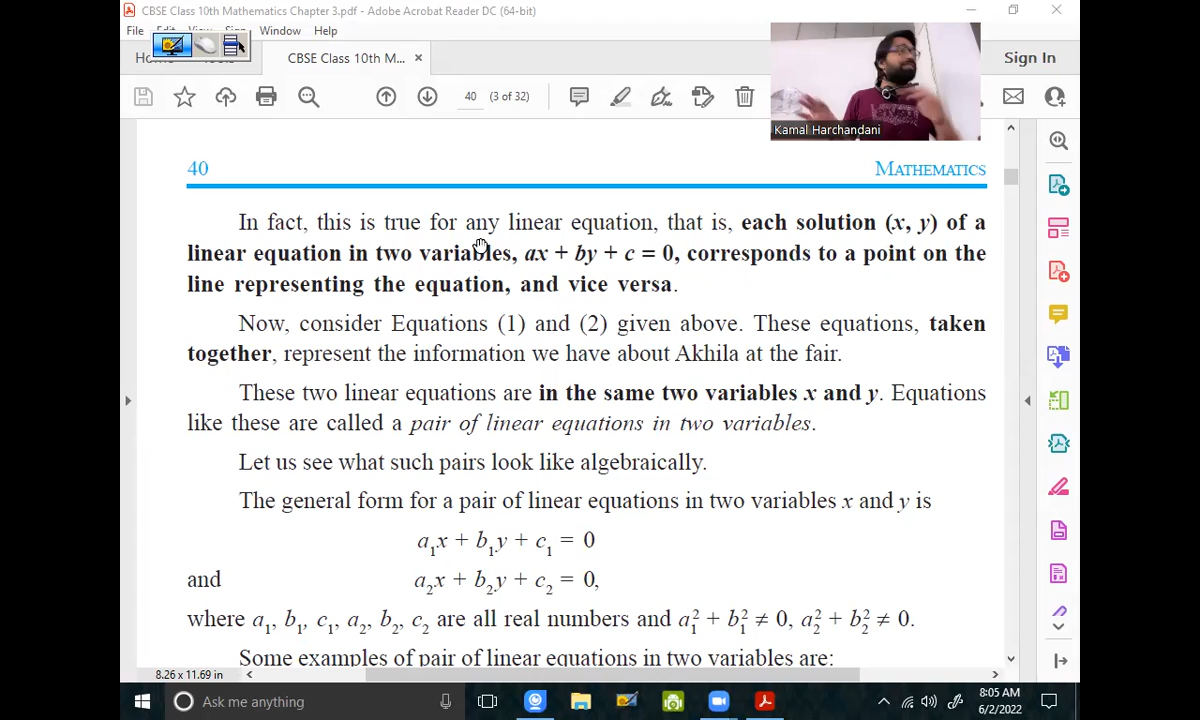 CBSE Class 10th Mathematics Chapter 3.pdf - Adobe Acrobat Reader DC (64-bit)
File Edit View Sign Window Help
CBSE Class 10th M... × Sign In
40 (3 of 32)
Kamal Harchandani
40 MATHEMATICS
In fact, this is true for any linear equation, that is, each solution (x, y) of a
linear equation in two variables, ax + by + c = 0, corresponds to a point on the
line representing the equation, and vice versa.
Now, consider Equations (1) and (2) given above. These equations, taken
together, represent the information we have about Akhila at the fair.
These two linear equations are in the same two variables x and y. Equations
like these are called a pair of linear equations in two variables.
Let us see what such pairs look like algebraically.
The general form for a pair of linear equations in two variables x and y is
a₁x + b₁y + c₁ = 0
and a₂x + b₂y + c₂ = 0,
where a₁, b₁, c₁, a₂, b₂, c₂ are all real numbers and a₁² + b₁² ≠ 0, a₂² + b₂² ≠ 0.
Some examples of pair of linear equations in two variables are:
8.26 x 11.69 in
Ask me anything
8:05 AM
6/2/2022